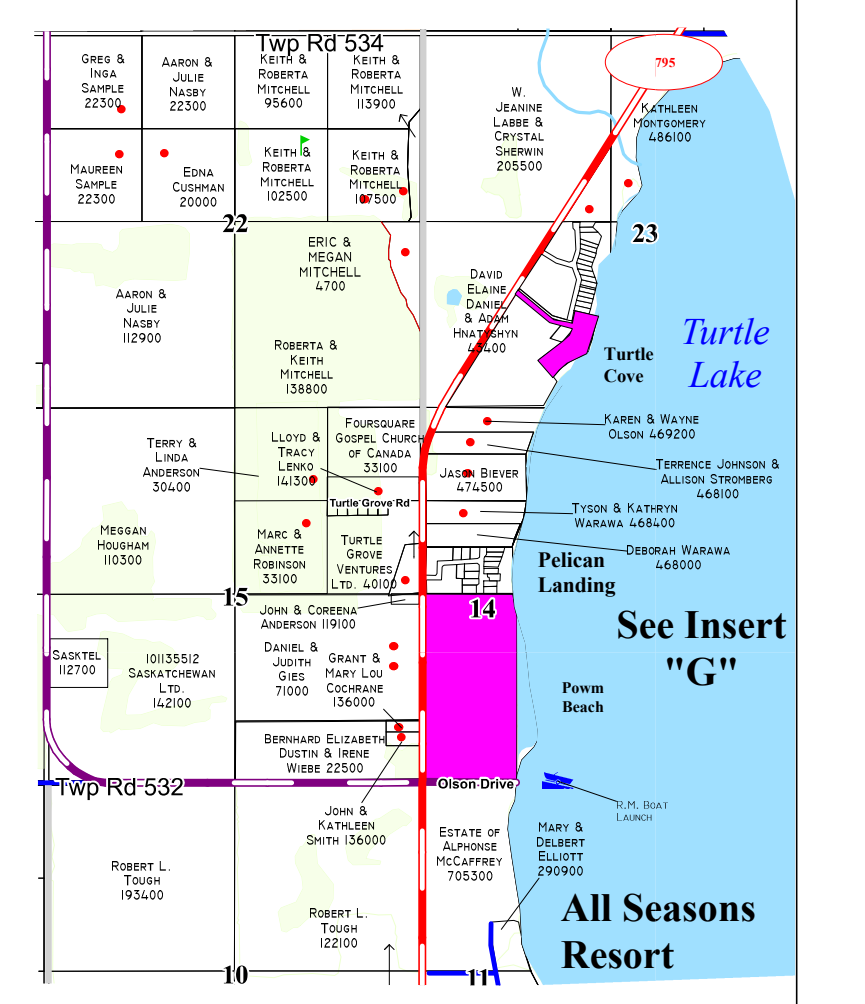 Twp Rd 534
795
GREG &
INGA
SAMPLE
22300
AARON &
JULIE
NASBY
22300
KEITH &
ROBERTA
MITCHELL
95600
KEITH &
ROBERTA
MITCHELL
113900
W.
JEANINE
LABBE &
CRYSTAL
SHERWIN
205500
KATHLEEN
MONTGOMERY
486100
MAUREEN
SAMPLE
22300
EDNA
CUSHMAN
20000
KEITH &
ROBERTA
MITCHELL
102500
KEITH &
ROBERTA
MITCHELL
107500
22
23
AARON &
JULIE
NASBY
112900
ERIC &
MEGAN
MITCHELL
4700
ROBERTA &
KEITH
MITCHELL
138800
DAVID
ELAINE
DANIEL
& ADAM
HNATYSHYN
43400
Turtle
Cove
Turtle
Lake
TERRY &
LINDA
ANDERSON
30400
LLOYD &
TRACY
LENKO
141300
FOURSQUARE
GOSPEL CHURCH
OF CANADA
33100
KAREN & WAYNE
OLSON 469200
TERRENCE JOHNSON &
ALLISON STROMBERG
468100
JASON BIEVER
474500
Turtle Grove Rd
TYSON & KATHRYN
WARAWA 468400
DEBORAH WARAWA
468000
MEGGAN
HOUGHAM
110300
MARC &
ANNETTE
ROBINSON
33100
TURTLE
GROVE
VENTURES
LTD. 40100
Pelican
Landing
15
14
JOHN & COREENA
ANDERSON 119100
See Insert
"G"
SASKTEL
112700
101135512
SASKATCHEWAN
LTD.
142100
DANIEL &
JUDITH
GIES
71000
GRANT &
MARY LOU
COCHRANE
136000
Powm
Beach
BERNHARD ELIZABETH
DUSTIN & IRENE
WIEBE 22500
Twp Rd 532
Olson Drive
R.M. BOAT
LAUNCH
JOHN &
KATHLEEN
SMITH 136000
ESTATE OF
ALPHONSE
MCCAFFREY
705300
MARY &
DELBERT
ELLIOTT
290900
ROBERT L.
TOUGH
193400
ROBERT L.
TOUGH
122100
All Seasons
Resort
10
11